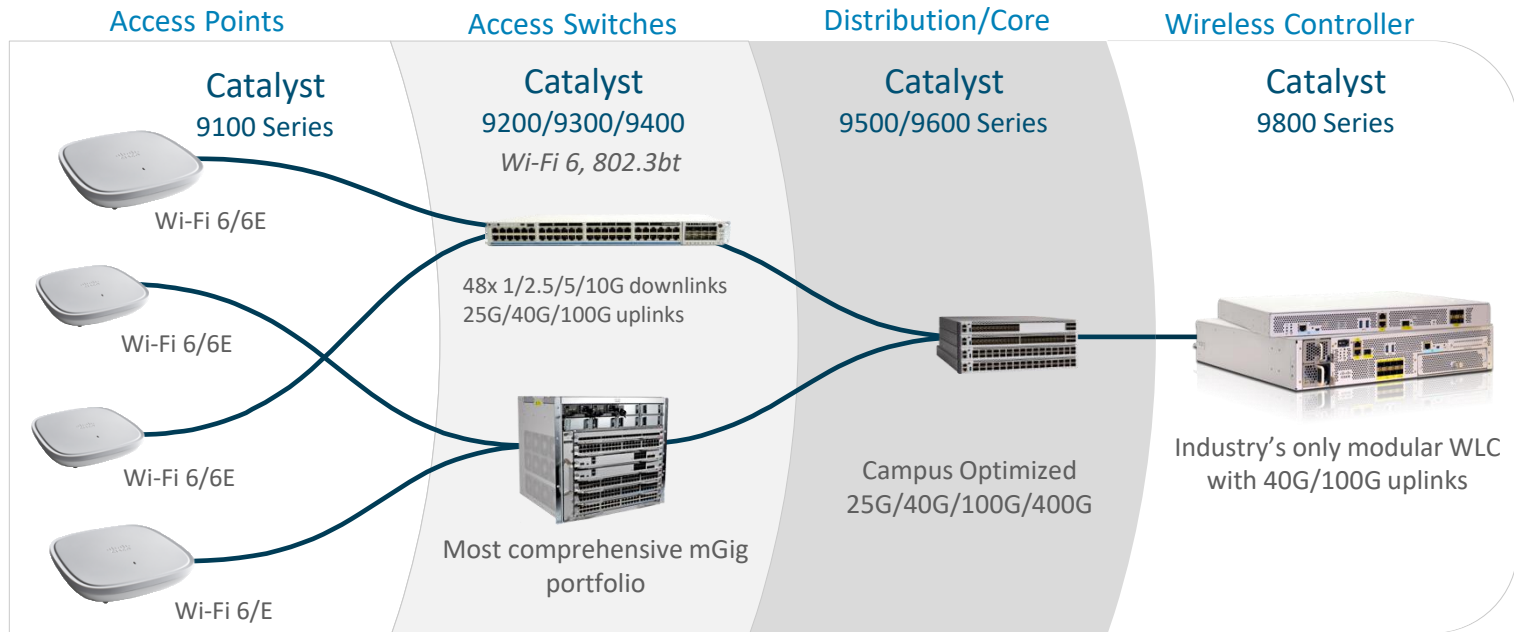 Access Points
Access Switches
Distribution/Core
Wireless Controller
Catalyst
9100 Series
Wi-Fi 6/6E
Wi-Fi 6/6E
Wi-Fi 6/6E
Wi-Fi 6/E
Catalyst
9200/9300/9400
Wi-Fi 6, 802.3bt
48x 1/2.5/5/10G downlinks
25G/40G/100G uplinks
Most comprehensive mGig
portfolio
Catalyst
9500/9600 Series
Campus Optimized
25G/40G/100G/400G
Catalyst
9800 Series
Industry’s only modular WLC
with 40G/100G uplinks